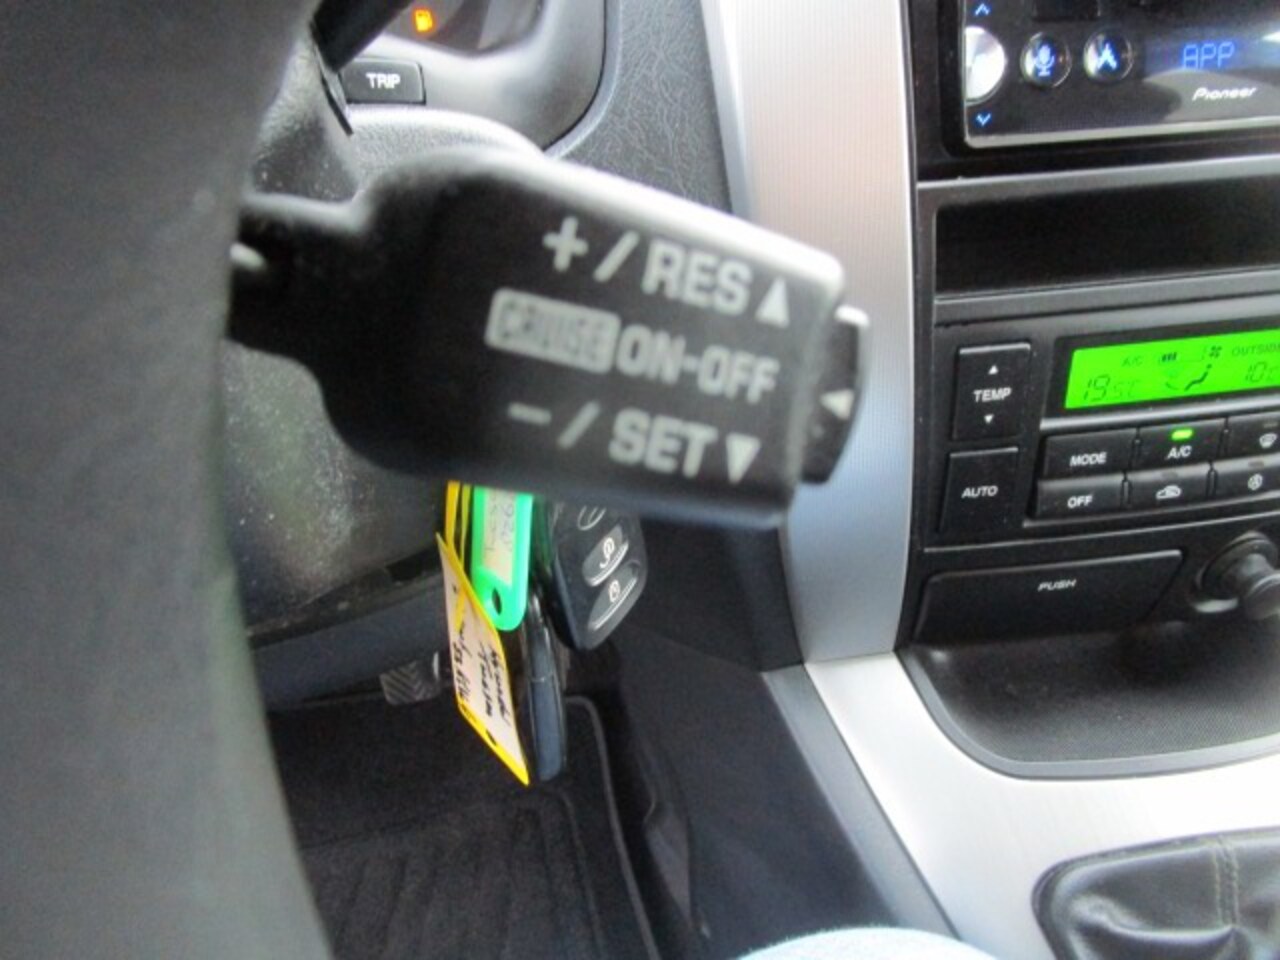 TRIP
APP
Pioneer
+ / RES ▲
CRUISE ON-OFF
– / SET ▼
A/C
OUTSIDE
TEMP
MODE
A/C
AUTO
OFF
PUSH